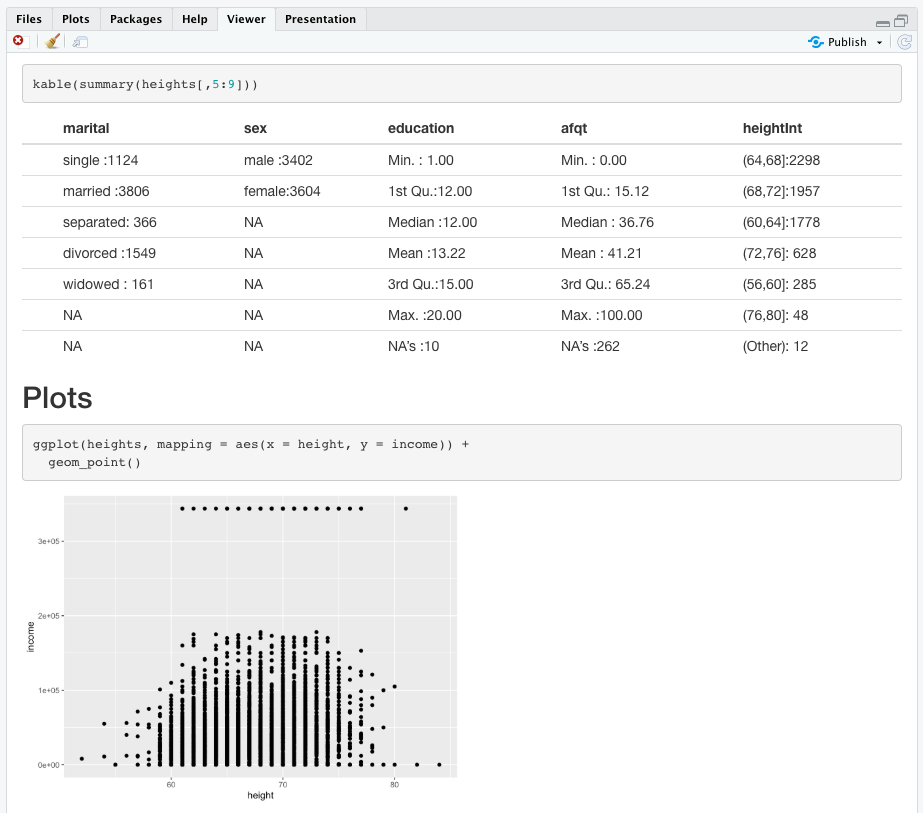 Files Plots Packages Help Viewer Presentation
Publish
kable(summary(heights[,5:9]))
marital sex education afqt heightInt
single :1124 male :3402 Min. : 1.00 Min. : 0.00 (64,68]:2298
married :3806 female:3604 1st Qu.:12.00 1st Qu.: 15.12 (68,72]:1957
separated: 366 NA Median :12.00 Median : 36.76 (60,64]:1778
divorced :1549 NA Mean :13.22 Mean : 41.21 (72,76]: 628
widowed : 161 NA 3rd Qu.:15.00 3rd Qu.: 65.24 (56,60]: 285
NA NA Max. :20.00 Max. :100.00 (76,80]: 48
NA NA NA’s :10 NA’s :262 (Other): 12
Plots
ggplot(heights, mapping = aes(x = height, y = income)) +
geom_point()
3e+05
2e+05
income
1e+05
0e+00
60 70 80
height